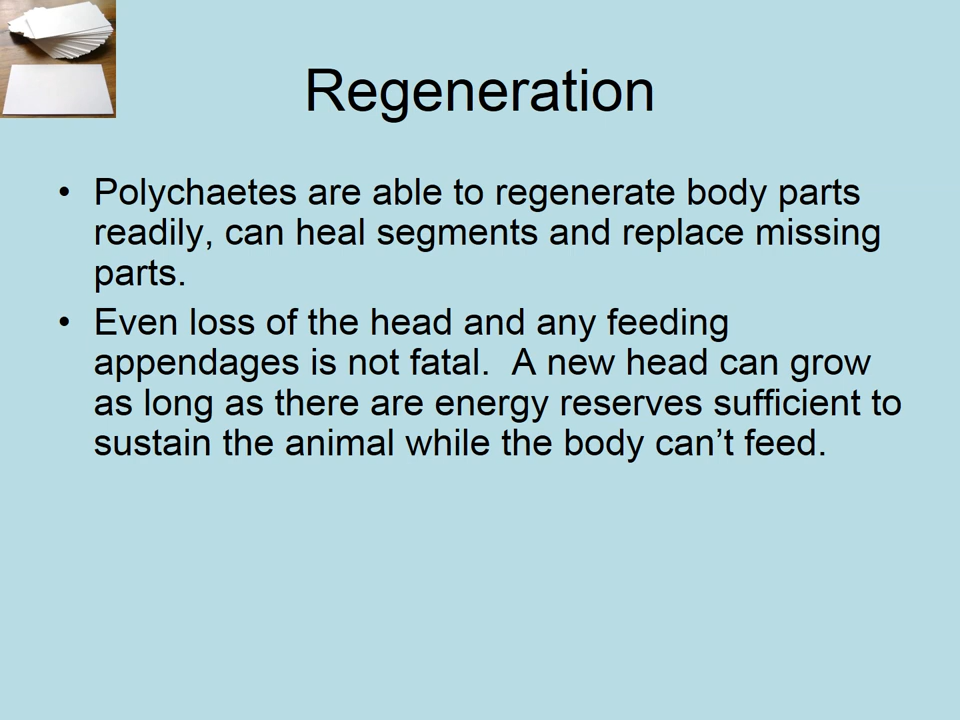 Regeneration
• Polychaetes are able to regenerate body parts
readily, can heal segments and replace missing
parts.
• Even loss of the head and any feeding
appendages is not fatal.  A new head can grow
as long as there are energy reserves sufficient to
sustain the animal while the body can’t feed.